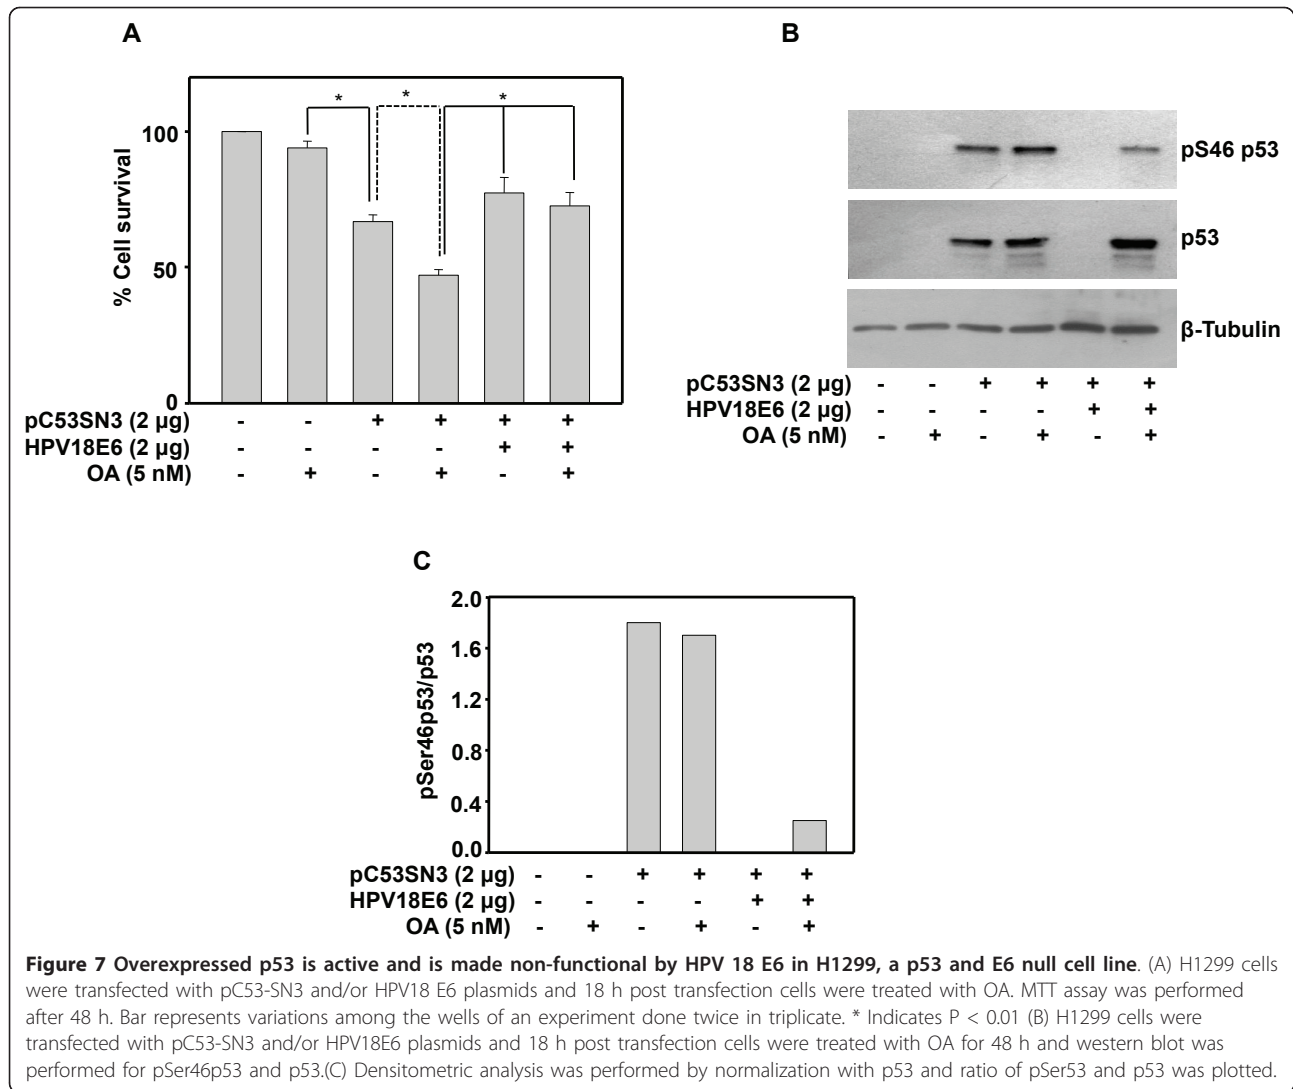 A
B
* * *
100
50
0
% Cell survival
pC53SN3 (2 µg) - - + + + +
HPV18E6 (2 µg) - - - - + +
OA (5 nM) - + - + - +
pS46 p53
p53
β-Tubulin
pC53SN3 (2 µg) - - + + + +
HPV18E6 (2 µg) - - - - + +
OA (5 nM) - + - + - +
C
2.0
1.6
1.2
0.8
0.4
0.0
pSer46p53/p53
pC53SN3 (2 µg) - - + + + +
HPV18E6 (2 µg) - - - - + +
OA (5 nM) - + - + - +
Figure 7 Overexpressed p53 is active and is made non-functional by HPV 18 E6 in H1299, a p53 and E6 null cell line. (A) H1299 cells
were transfected with pC53-SN3 and/or HPV18 E6 plasmids and 18 h post transfection cells were treated with OA. MTT assay was performed
after 48 h. Bar represents variations among the wells of an experiment done twice in triplicate. * Indicates P < 0.01 (B) H1299 cells were
transfected with pC53-SN3 and/or HPV18E6 plasmids and 18 h post transfection cells were treated with OA for 48 h and western blot was
performed for pSer46p53 and p53.(C) Densitometric analysis was performed by normalization with p53 and ratio of pSer53 and p53 was plotted.